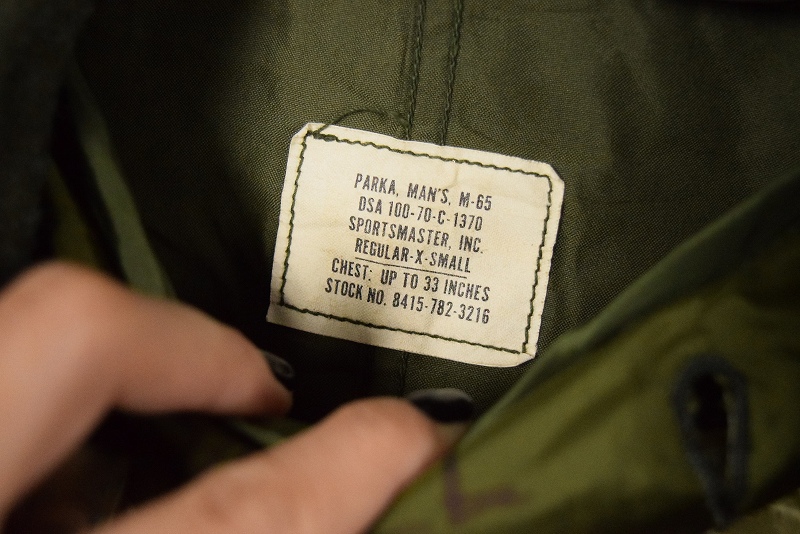 PARKA, MAN'S, M-65
DSA 100-70-C-1370
SPORTSMASTER, INC.
REGULAR-X-SMALL
CHEST: UP TO 33 INCHES
STOCK NO. 8415-782-3216